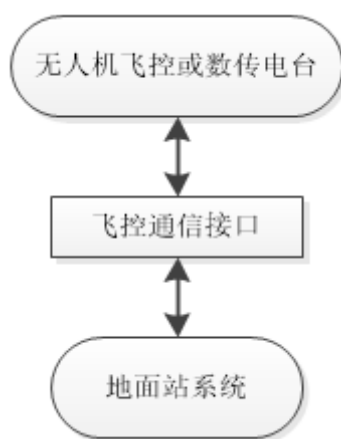 无人机飞控或数传电台
飞控通信接口
地面站系统